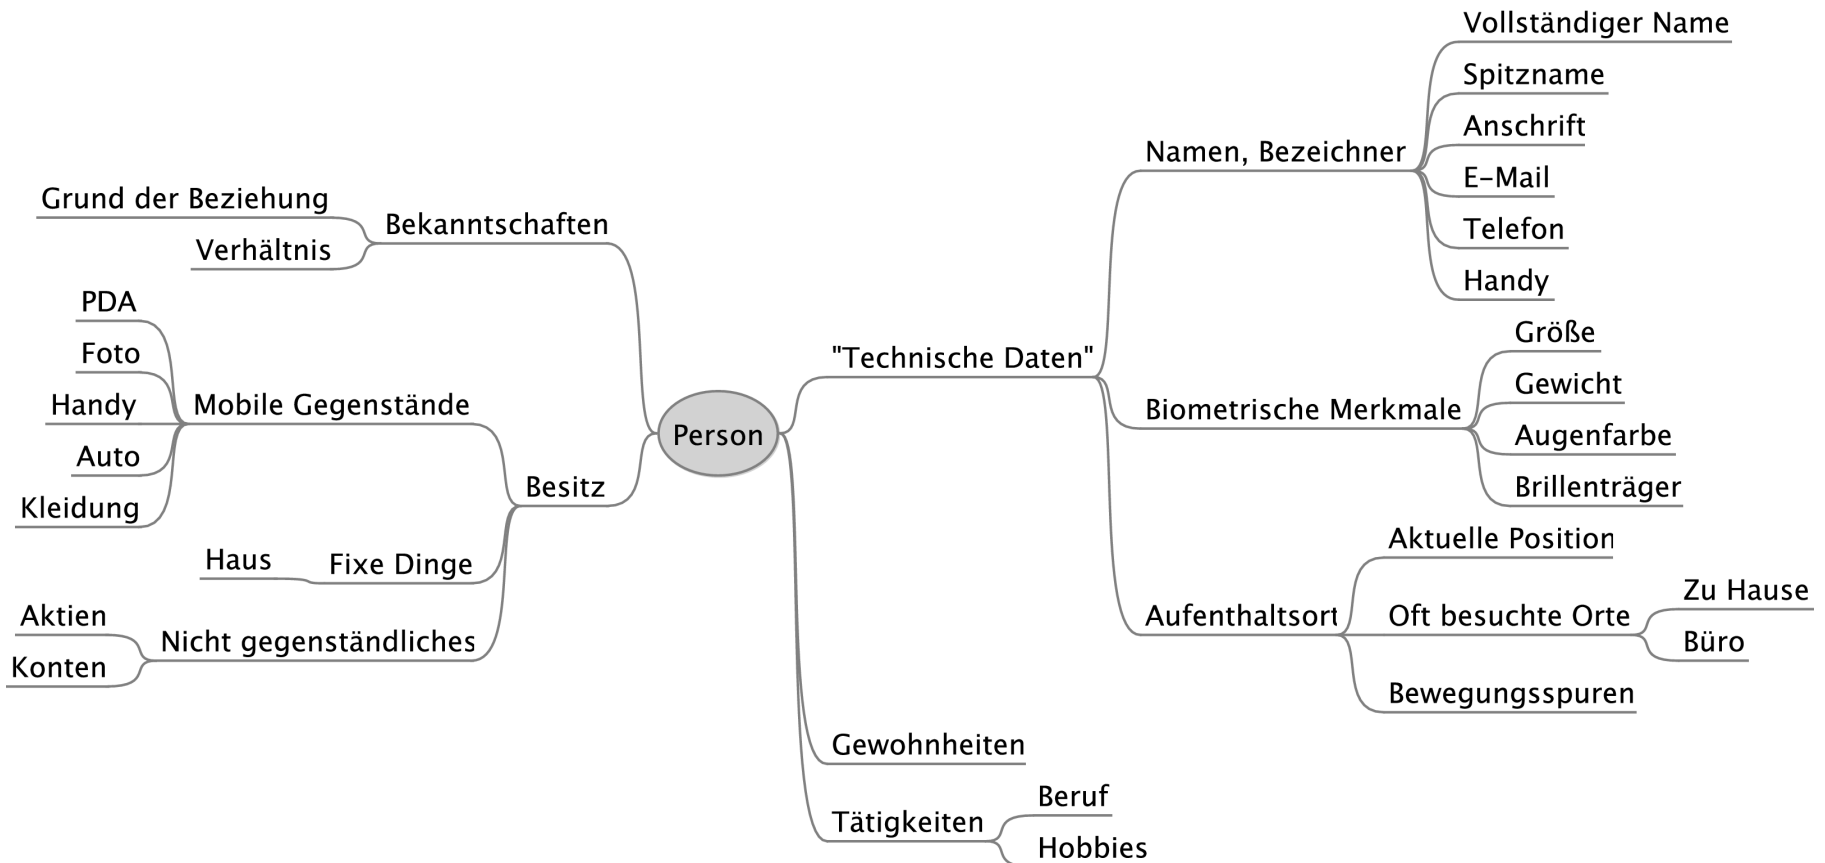 Vollständiger Name
Spitzname
Anschrift
Namen, Bezeichner
E-Mail
Grund der Beziehung
Bekanntschaften
Telefon
Verhältnis
Handy
PDA
Größe
Foto
"Technische Daten"
Gewicht
Handy
Mobile Gegenstände
Biometrische Merkmale
Person
Augenfarbe
Auto
Besitz
Brillenträger
Kleidung
Aktuelle Position
Haus
Fixe Dinge
Zu Hause
Aktien
Aufenthaltsort
Oft besuchte Orte
Nicht gegenständliches
Büro
Konten
Bewegungsspuren
Gewohnheiten
Beruf
Tätigkeiten
Hobbies